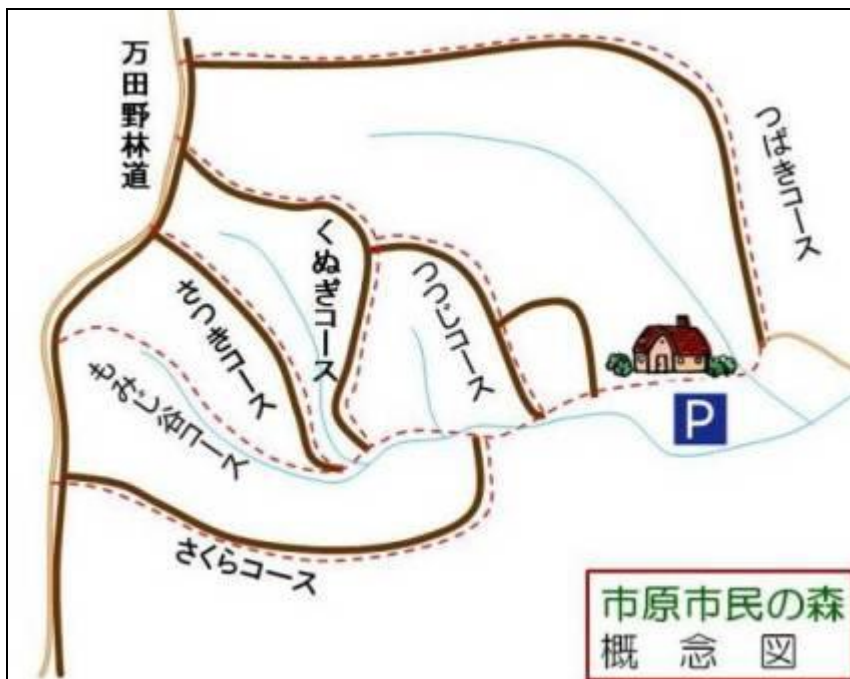 万田野林道
つばきコース
くぬぎコース
つつじコース
さつきコース
もみじ谷コース
さくらコース
P
市原市民の森
概念図